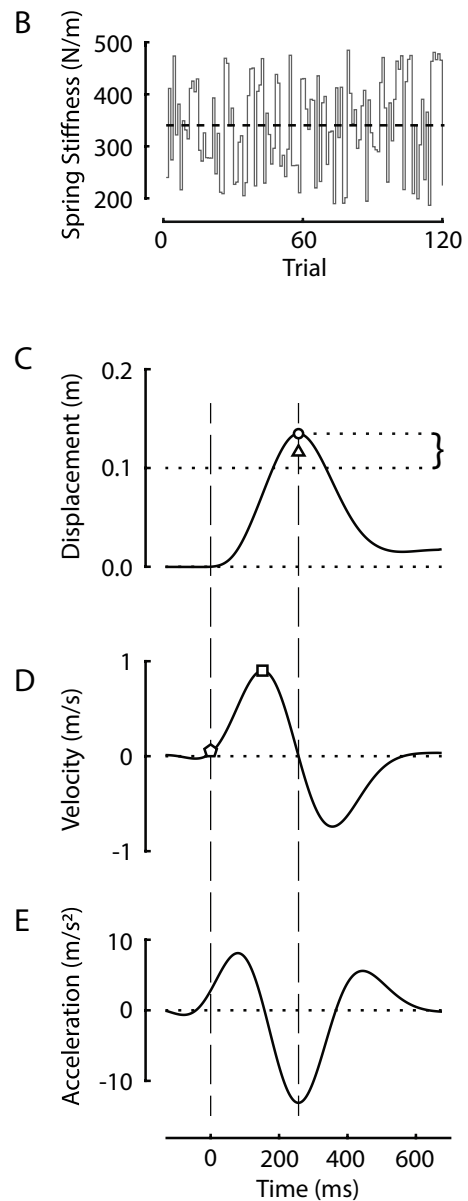 B
Spring Stiffness (N/m)
500
400
300
200
0 60 120
Trial
C
Displacement (m)
0.2
0.1
0.0
}
D
Velocity (m/s)
1
0
-1
E
Acceleration (m/s²)
10
0
-10
0 200 400 600
Time (ms)